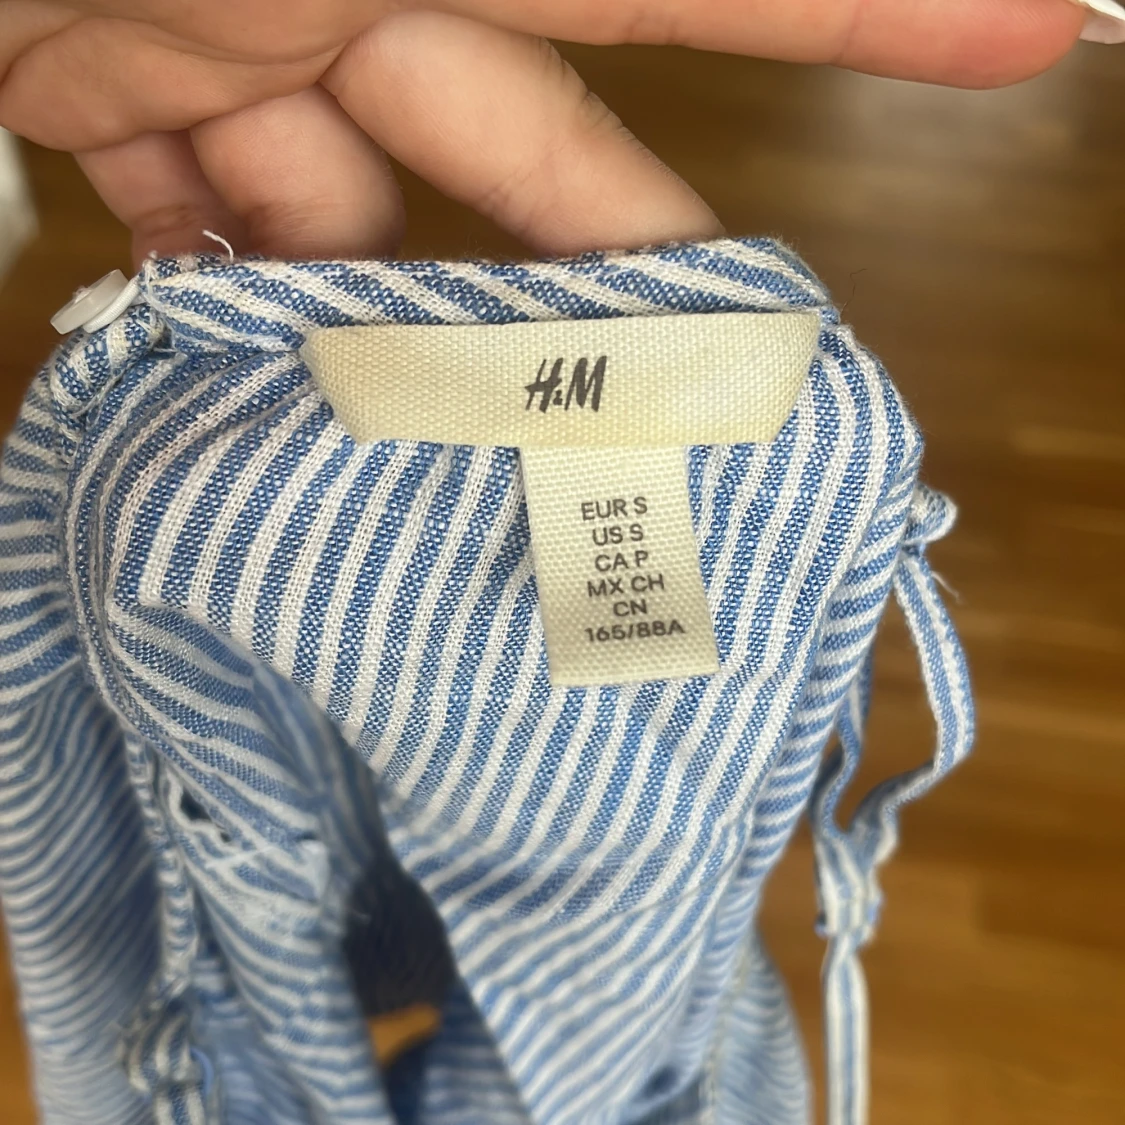 H&M
EUR S
US S
CA P
MX CH
CN
165/88A